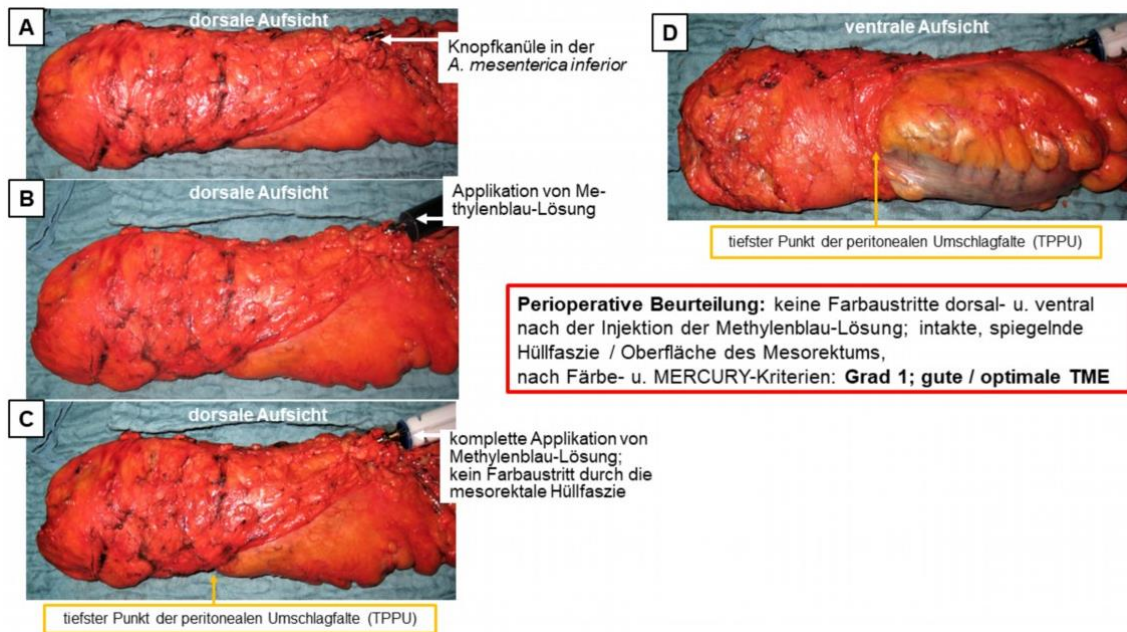 A
dorsale Aufsicht
Knopfkanüle in der
A. mesenterica inferior
B
dorsale Aufsicht
Applikation von Me-
thylenblau-Lösung
C
dorsale Aufsicht
komplette Applikation von
Methylenblau-Lösung;
kein Farbaustritt durch die
mesorektale Hüllfaszie
tiefster Punkt der peritonealen Umschlagfalte (TPPU)
D
ventrale Aufsicht
tiefster Punkt der peritonealen Umschlagfalte (TPPU)
Perioperative Beurteilung: keine Farbaustritte dorsal- u. ventral
nach der Injektion der Methylenblau-Lösung; intakte, spiegelnde
Hüllfaszie / Oberfläche des Mesorektums,
nach Färbe- u. MERCURY-Kriterien: Grad 1; gute / optimale TME